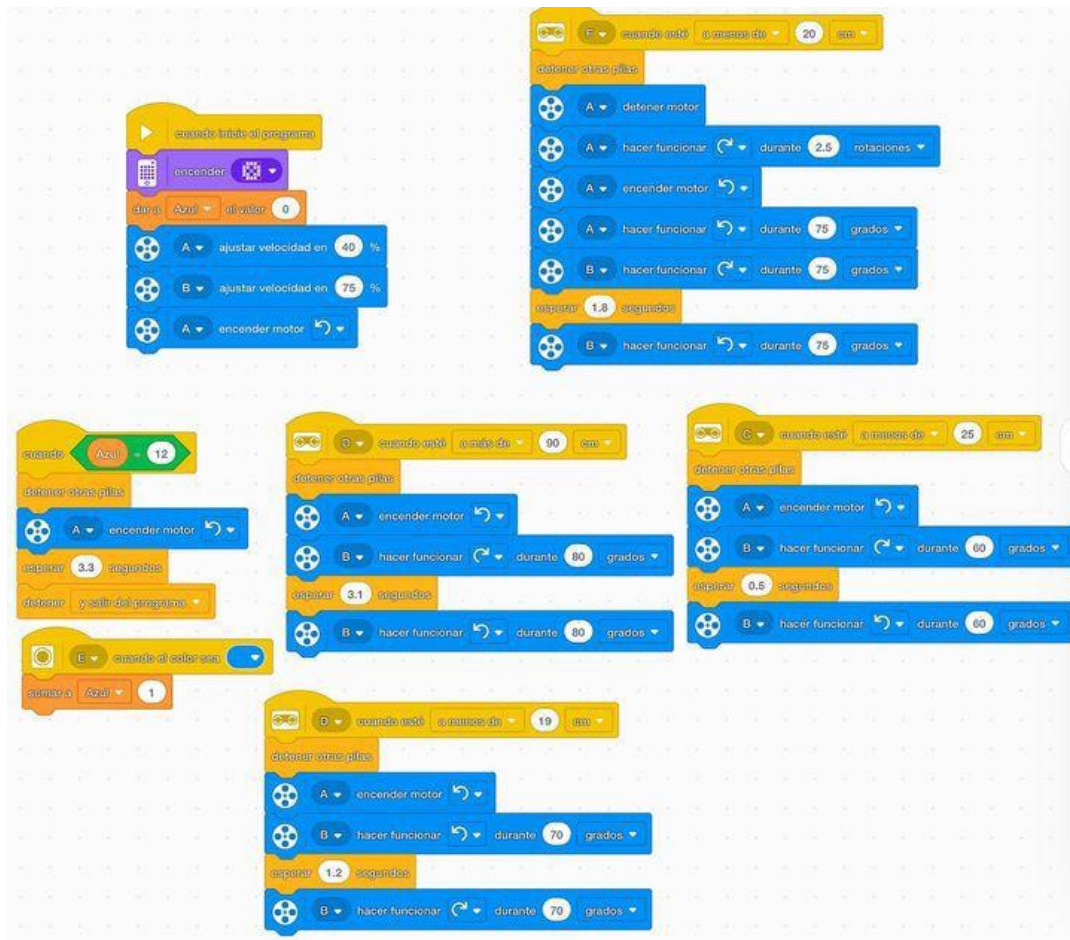 cuando inicie el programa
encender
dar a Azul el valor 0
A ajustar velocidad en 40 %
B ajustar velocidad en 75 %
A encender motor
F cuando esté a menos de 20 cm
detener otras pilas
A detener motor
A hacer funcionar durante 2.5 rotaciones
A encender motor
A hacer funcionar durante 75 grados
B hacer funcionar durante 75 grados
esperar 1.8 segundos
B hacer funcionar durante 75 grados
cuando Azul = 12
detener otras pilas
A encender motor
esperar 3.3 segundos
detener y salir del programa
E cuando el color sea
sumar a Azul 1
D cuando esté a más de 90 cm
detener otras pilas
A encender motor
B hacer funcionar durante 80 grados
esperar 3.1 segundos
B hacer funcionar durante 80 grados
C cuando esté a menos de 25 cm
detener otras pilas
A encender motor
B hacer funcionar durante 60 grados
esperar 0.5 segundos
B hacer funcionar durante 60 grados
D cuando esté a menos de 19 cm
detener otras pilas
A encender motor
B hacer funcionar durante 70 grados
esperar 1.2 segundos
B hacer funcionar durante 70 grados